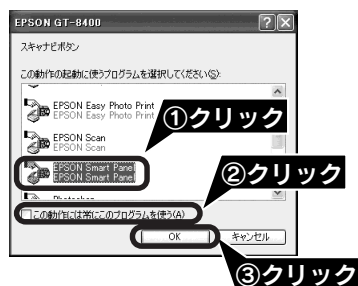 EPSON GT-8400
スキャナビボタン
この動作の起動に使うプログラムを選択してください(S):
EPSON Easy Photo Print
EPSON Easy Photo Print
①クリック
EPSON Scan
EPSON Scan
EPSON Smart Panel
EPSON Smart Panel
②クリック
Photoshop
この動作には常にこのプログラムを使う(A)
OK
キャンセル
③クリック